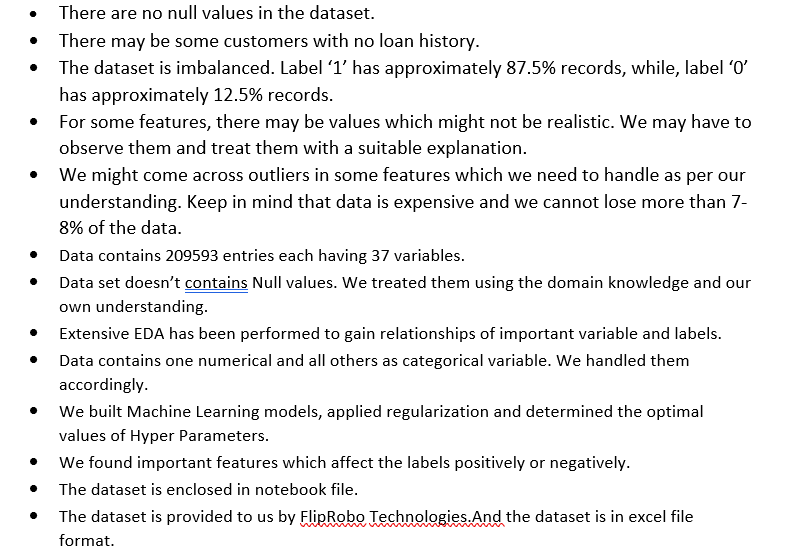 • There are no null values in the dataset.
• There may be some customers with no loan history.
• The dataset is imbalanced. Label ‘1’ has approximately 87.5% records, while, label ‘0’
has approximately 12.5% records.
• For some features, there may be values which might not be realistic. We may have to
observe them and treat them with a suitable explanation.
• We might come across outliers in some features which we need to handle as per our
understanding. Keep in mind that data is expensive and we cannot lose more than 7-
8% of the data.
• Data contains 209593 entries each having 37 variables.
• Data set doesn’t contains Null values. We treated them using the domain knowledge and our
own understanding.
• Extensive EDA has been performed to gain relationships of important variable and labels.
• Data contains one numerical and all others as categorical variable. We handled them
accordingly.
• We built Machine Learning models, applied regularization and determined the optimal
values of Hyper Parameters.
• We found important features which affect the labels positively or negatively.
• The dataset is enclosed in notebook file.
• The dataset is provided to us by FlipRobo Technologies.And the dataset is in excel file
format.